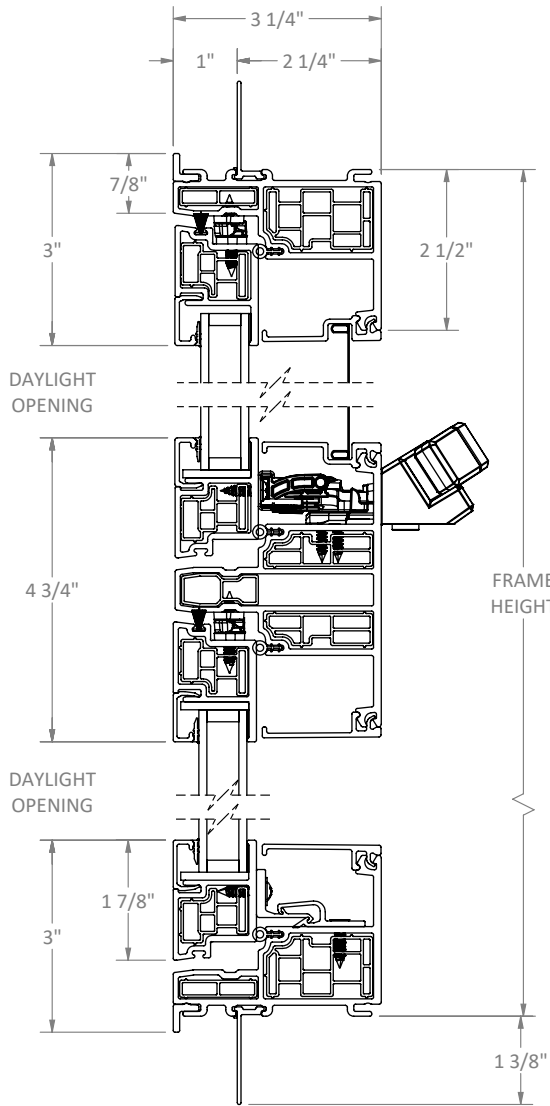 3 1/4"
1"
2 1/4"
7/8"
3"
2 1/2"
DAYLIGHT
OPENING
4 3/4"
FRAME
HEIGHT
DAYLIGHT
OPENING
1 7/8"
3"
1 3/8"